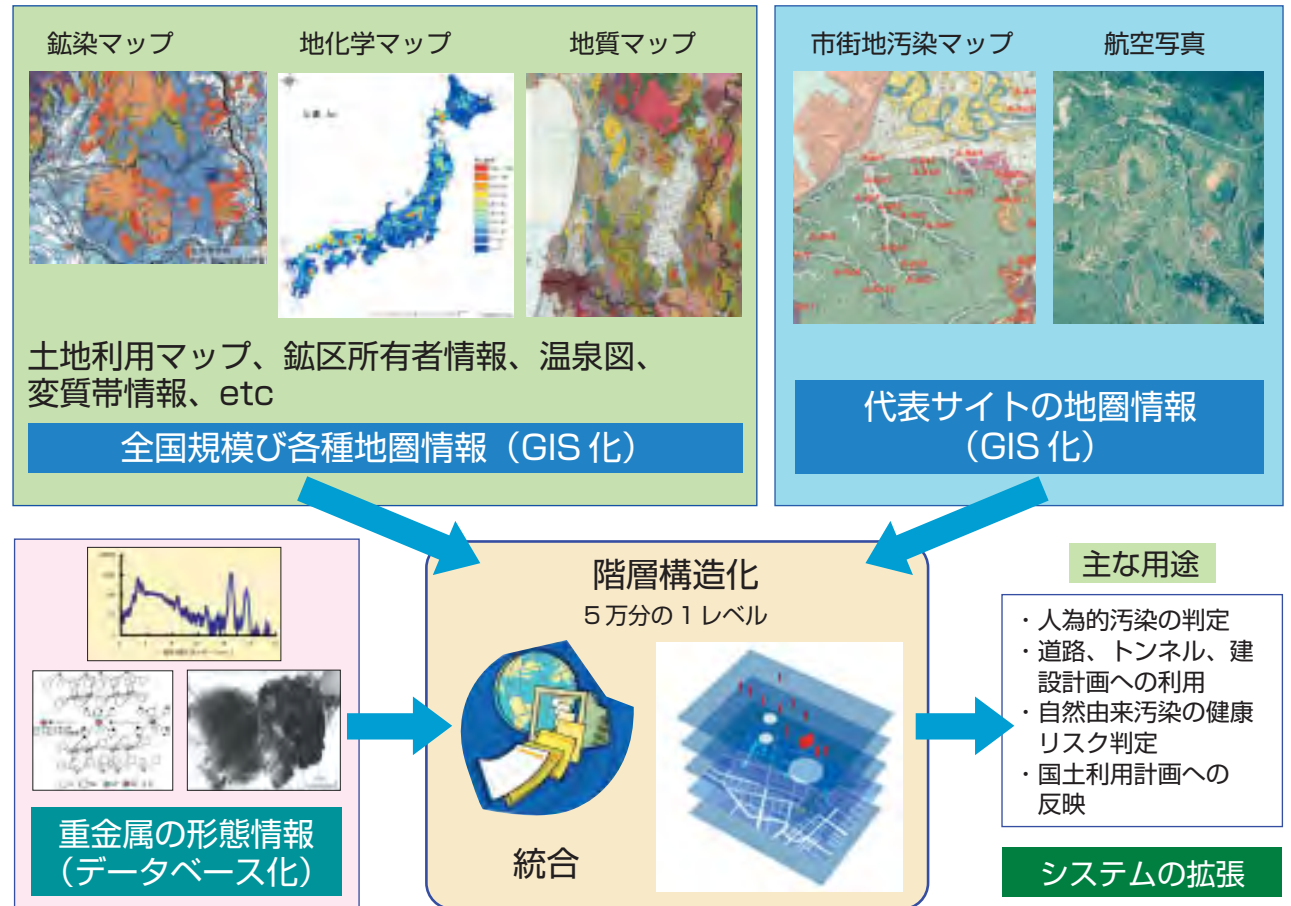 鉱染マップ
地化学マップ
地質マップ
土地利用マップ、鉱区所有者情報、温泉図、
変質帯情報、etc
全国規模び各種地圏情報（GIS 化）
市街地汚染マップ
航空写真
代表サイトの地圏情報
（GIS 化）
重金属の形態情報
（データベース化）
階層構造化
5 万分の 1 レベル
統合
主な用途
・人為的汚染の判定
・道路、トンネル、建
設計画への利用
・自然由来汚染の健康
リスク判定
・国土利用計画への
反映
システムの拡張